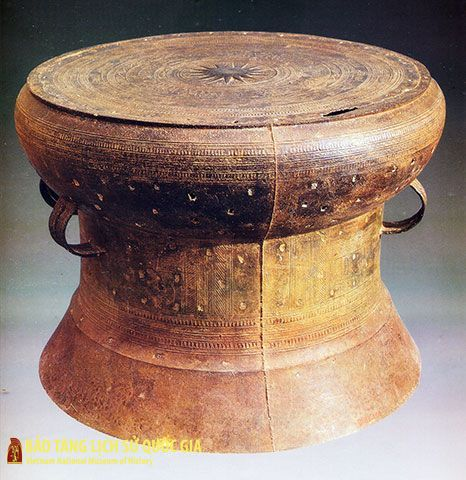 BẢO TÀNG LỊCH SỬ QUỐC GIA
Vietnam National Museum of History